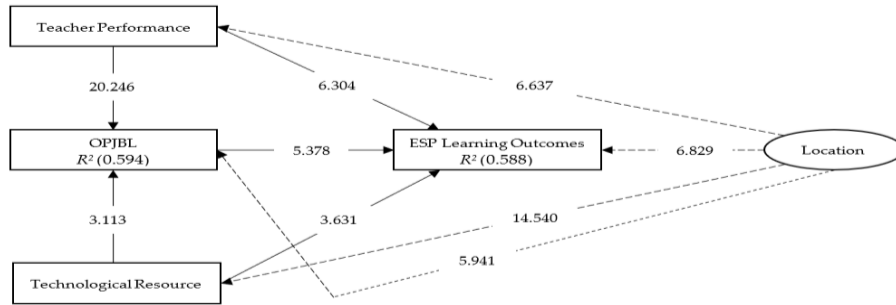 Teacher Performance
20.246
6.304
6.637
OPJBL
R² (0.594)
5.378
ESP Learning Outcomes
R² (0.588)
6.829
Location
3.113
3.631
14.540
5.941
Technological Resource